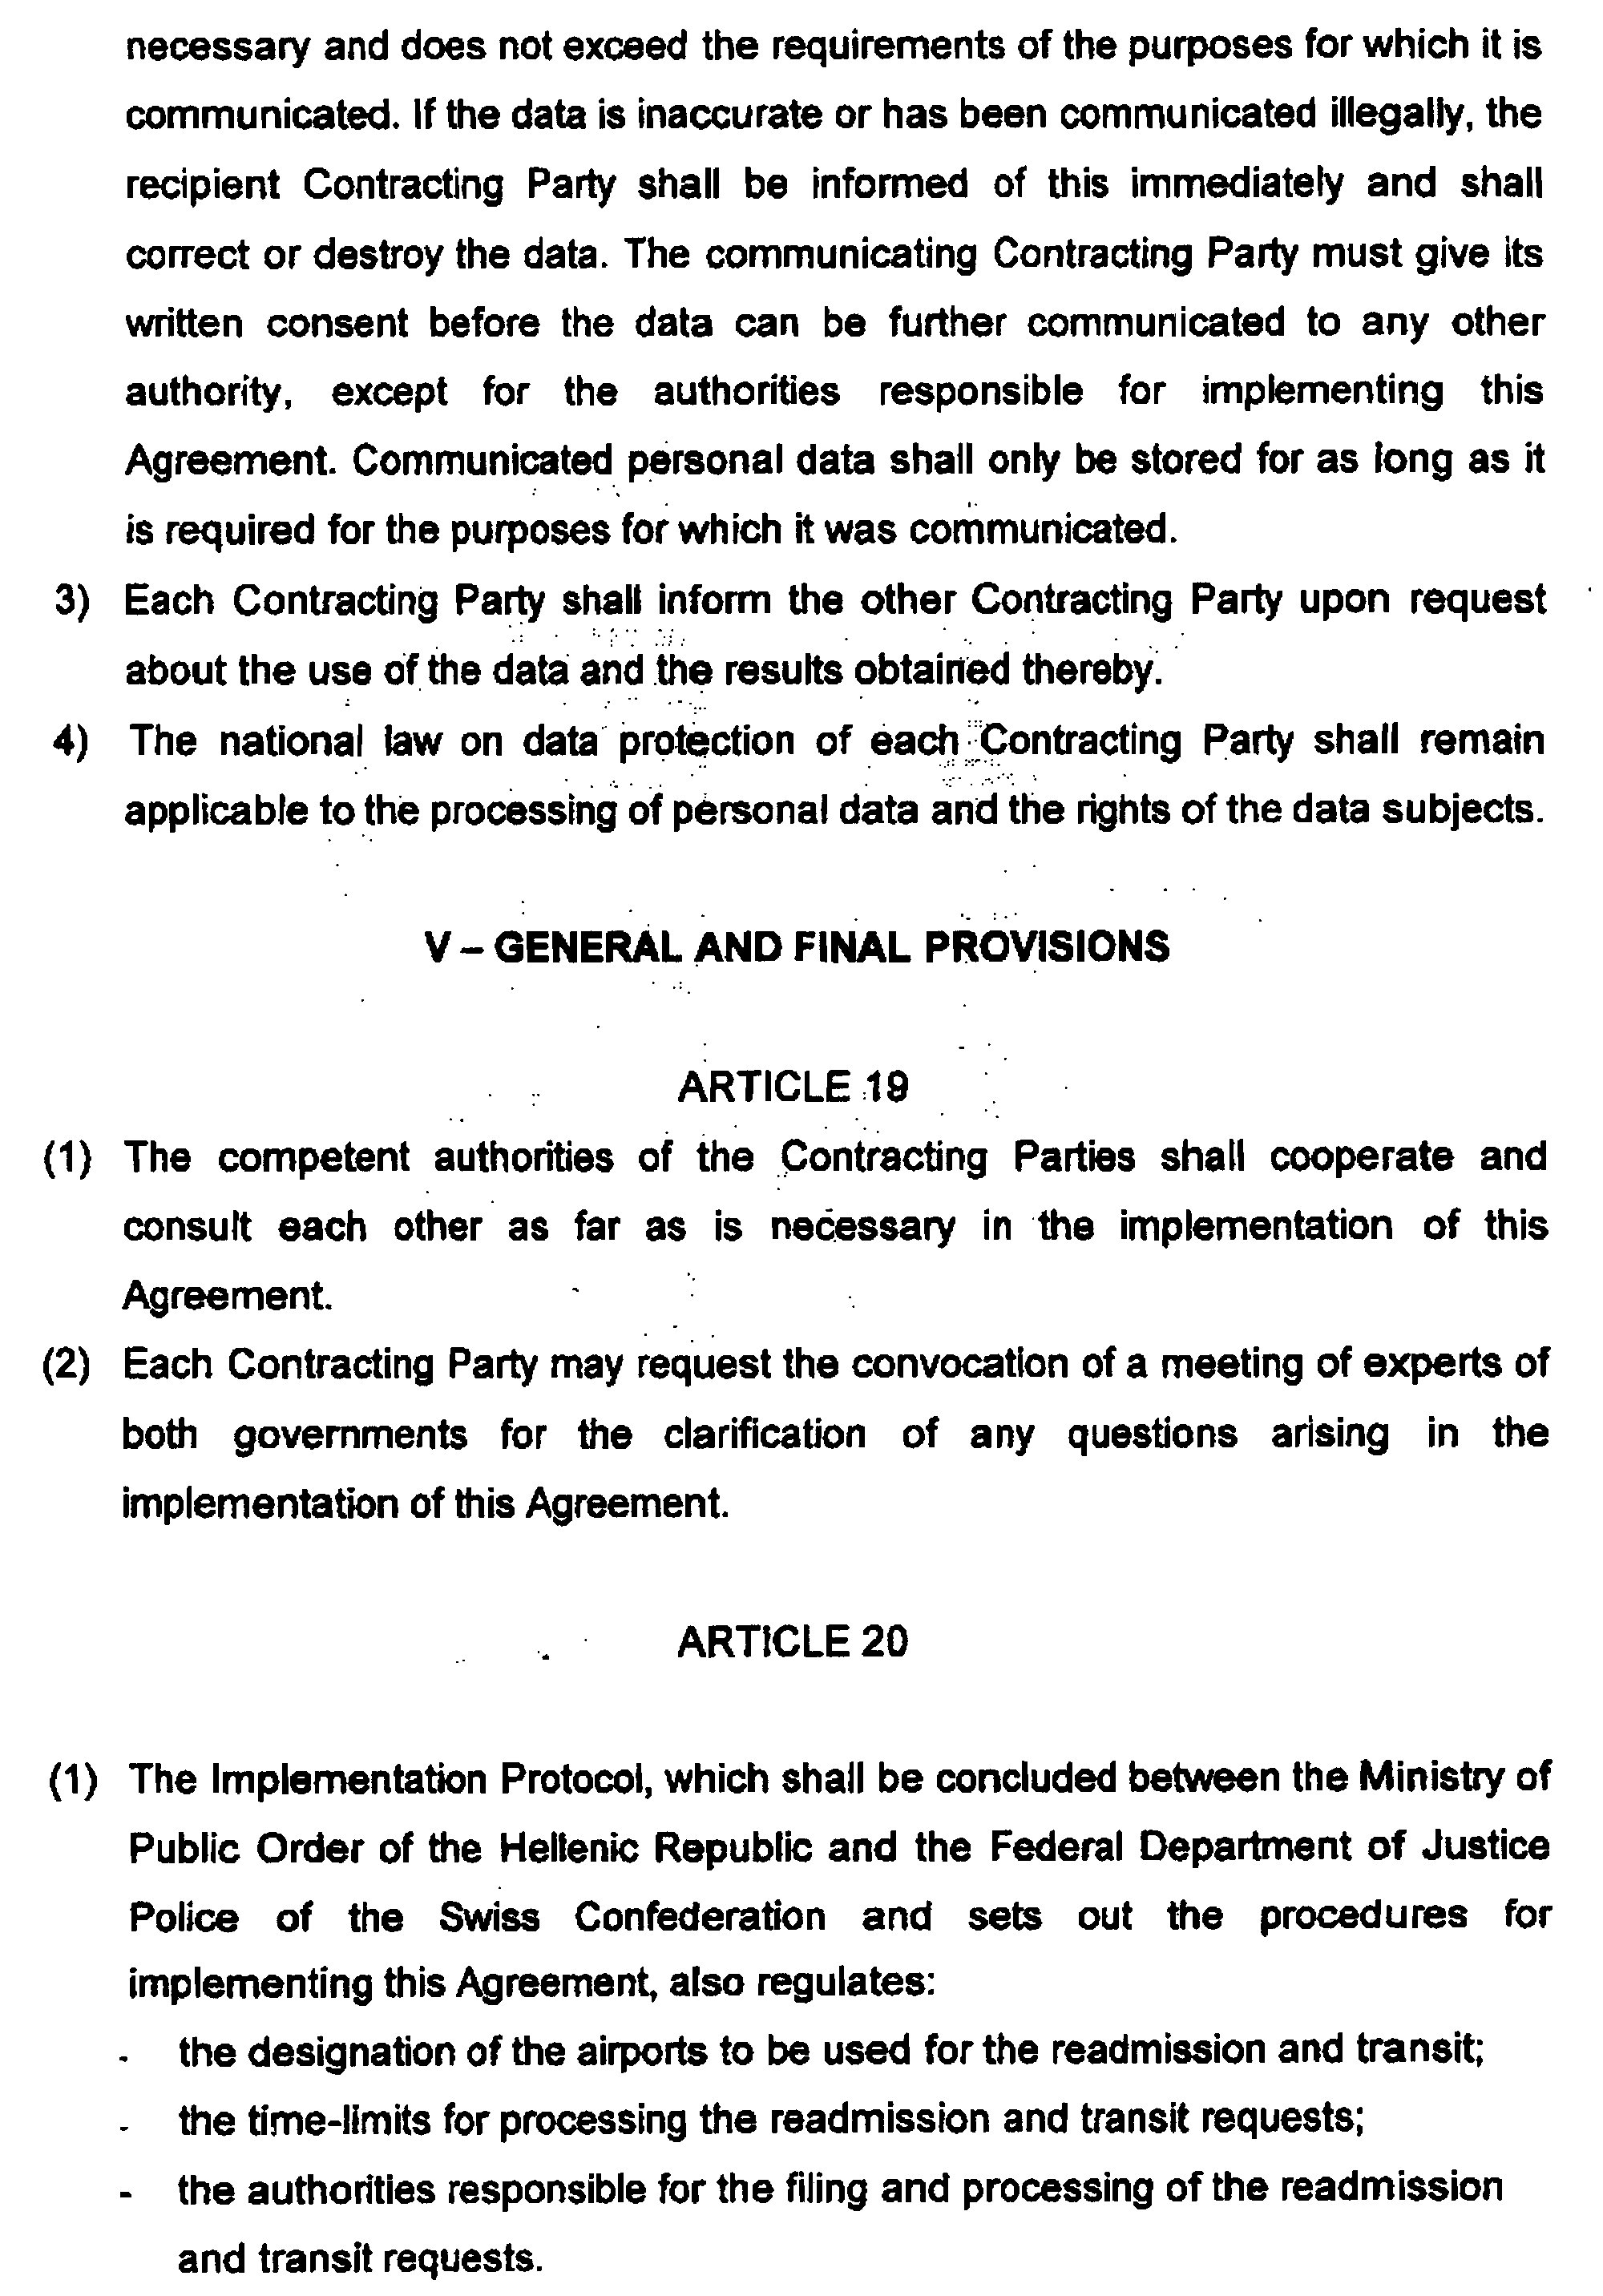 necessary and does not exceed the requirements of the purposes for which it is
communicated. If the data is inaccurate or has been communicated illegally, the
recipient Contracting Party shall be informed of this immediately and shall
correct or destroy the data. The communicating Contracting Party must give its
written consent before the data can be further communicated to any other
authority, except for the authorities responsible for implementing this
Agreement. Communicated personal data shall only be stored for as long as it
is required for the purposes for which it was communicated.
3) Each Contracting Party shall inform the other Contracting Party upon request
about the use of the data and the results obtained thereby.
4) The national law on data protection of each Contracting Party shall remain
applicable to the processing of personal data and the rights of the data subjects.
V – GENERAL AND FINAL PROVISIONS
ARTICLE 19
(1) The competent authorities of the Contracting Parties shall cooperate and
consult each other as far as is necessary in the implementation of this
Agreement.
(2) Each Contracting Party may request the convocation of a meeting of experts of
both governments for the clarification of any questions arising in the
implementation of this Agreement.
ARTICLE 20
(1) The Implementation Protocol, which shall be concluded between the Ministry of
Public Order of the Hellenic Republic and the Federal Department of Justice
Police of the Swiss Confederation and sets out the procedures for
implementing this Agreement, also regulates:
- the designation of the airports to be used for the readmission and transit;
- the time-limits for processing the readmission and transit requests;
- the authorities responsible for the filing and processing of the readmission
and transit requests.